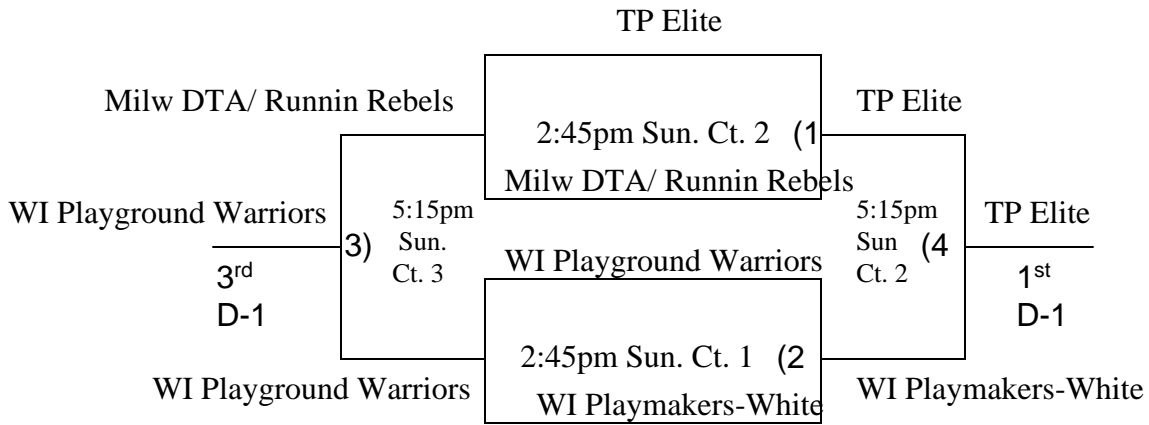 TP Elite
Milw DTA/ Runnin Rebels
TP Elite
2:45pm Sun. Ct. 2 (1
Milw DTA/ Runnin Rebels
WI Playground Warriors
5:15pm
Sun.
Ct. 3
3)
5:15pm
Sun (4
Ct. 2
TP Elite
WI Playground Warriors
3rd
D-1
1st
D-1
2:45pm Sun. Ct. 1 (2
WI Playground Warriors
WI Playmakers-White
WI Playmakers-White